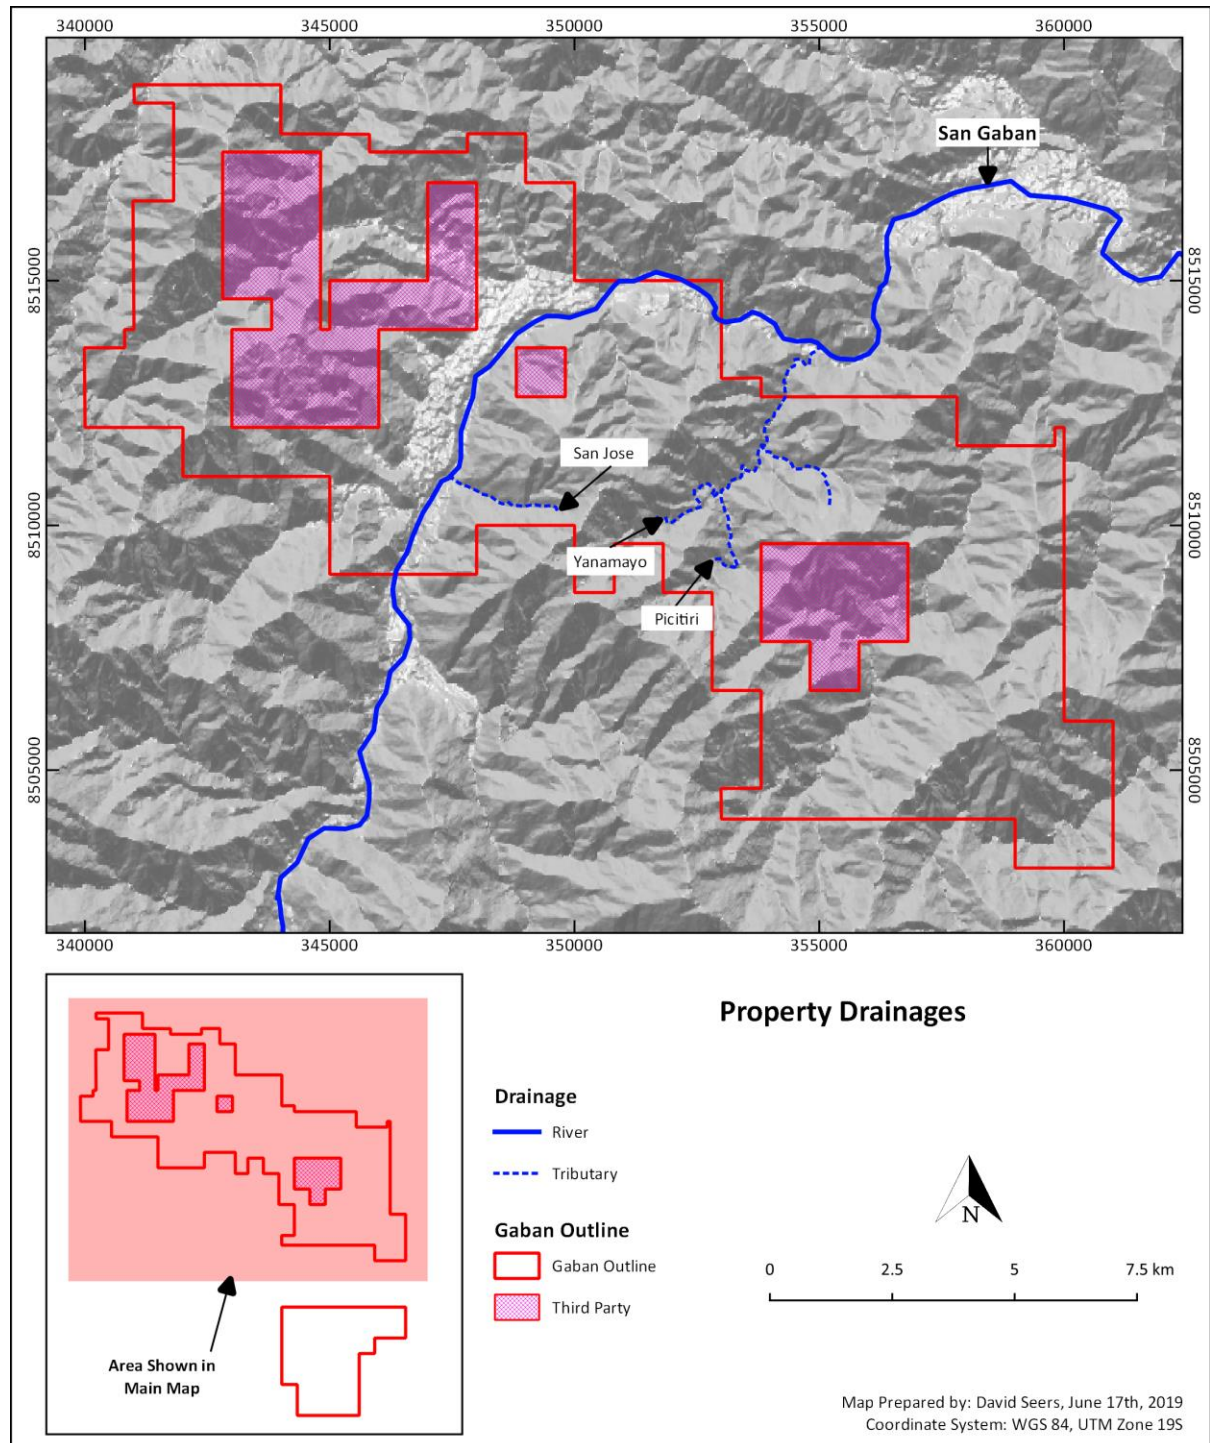 340000 345000 350000 355000 360000
San Gaban
8515000 8515000
San Jose
8510000 8510000
Yanamayo
Picitiri
8505000 8505000
340000 345000 350000 355000 360000
Property Drainages
Drainage
River
Tributary
Gaban Outline
Gaban Outline
Third Party
N
0 2.5 5 7.5 km
Area Shown in
Main Map
Map Prepared by: David Seers, June 17th, 2019
Coordinate System: WGS 84, UTM Zone 19S